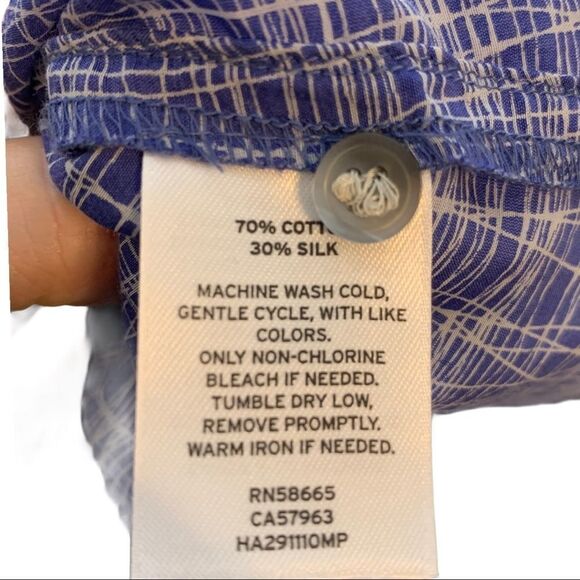 70% COTTO
30% SILK
MACHINE WASH COLD,
GENTLE CYCLE, WITH LIKE
COLORS.
ONLY NON-CHLORINE
BLEACH IF NEEDED.
TUMBLE DRY LOW,
REMOVE PROMPTLY.
WARM IRON IF NEEDED.
RN58665
CA57963
HA291110MP